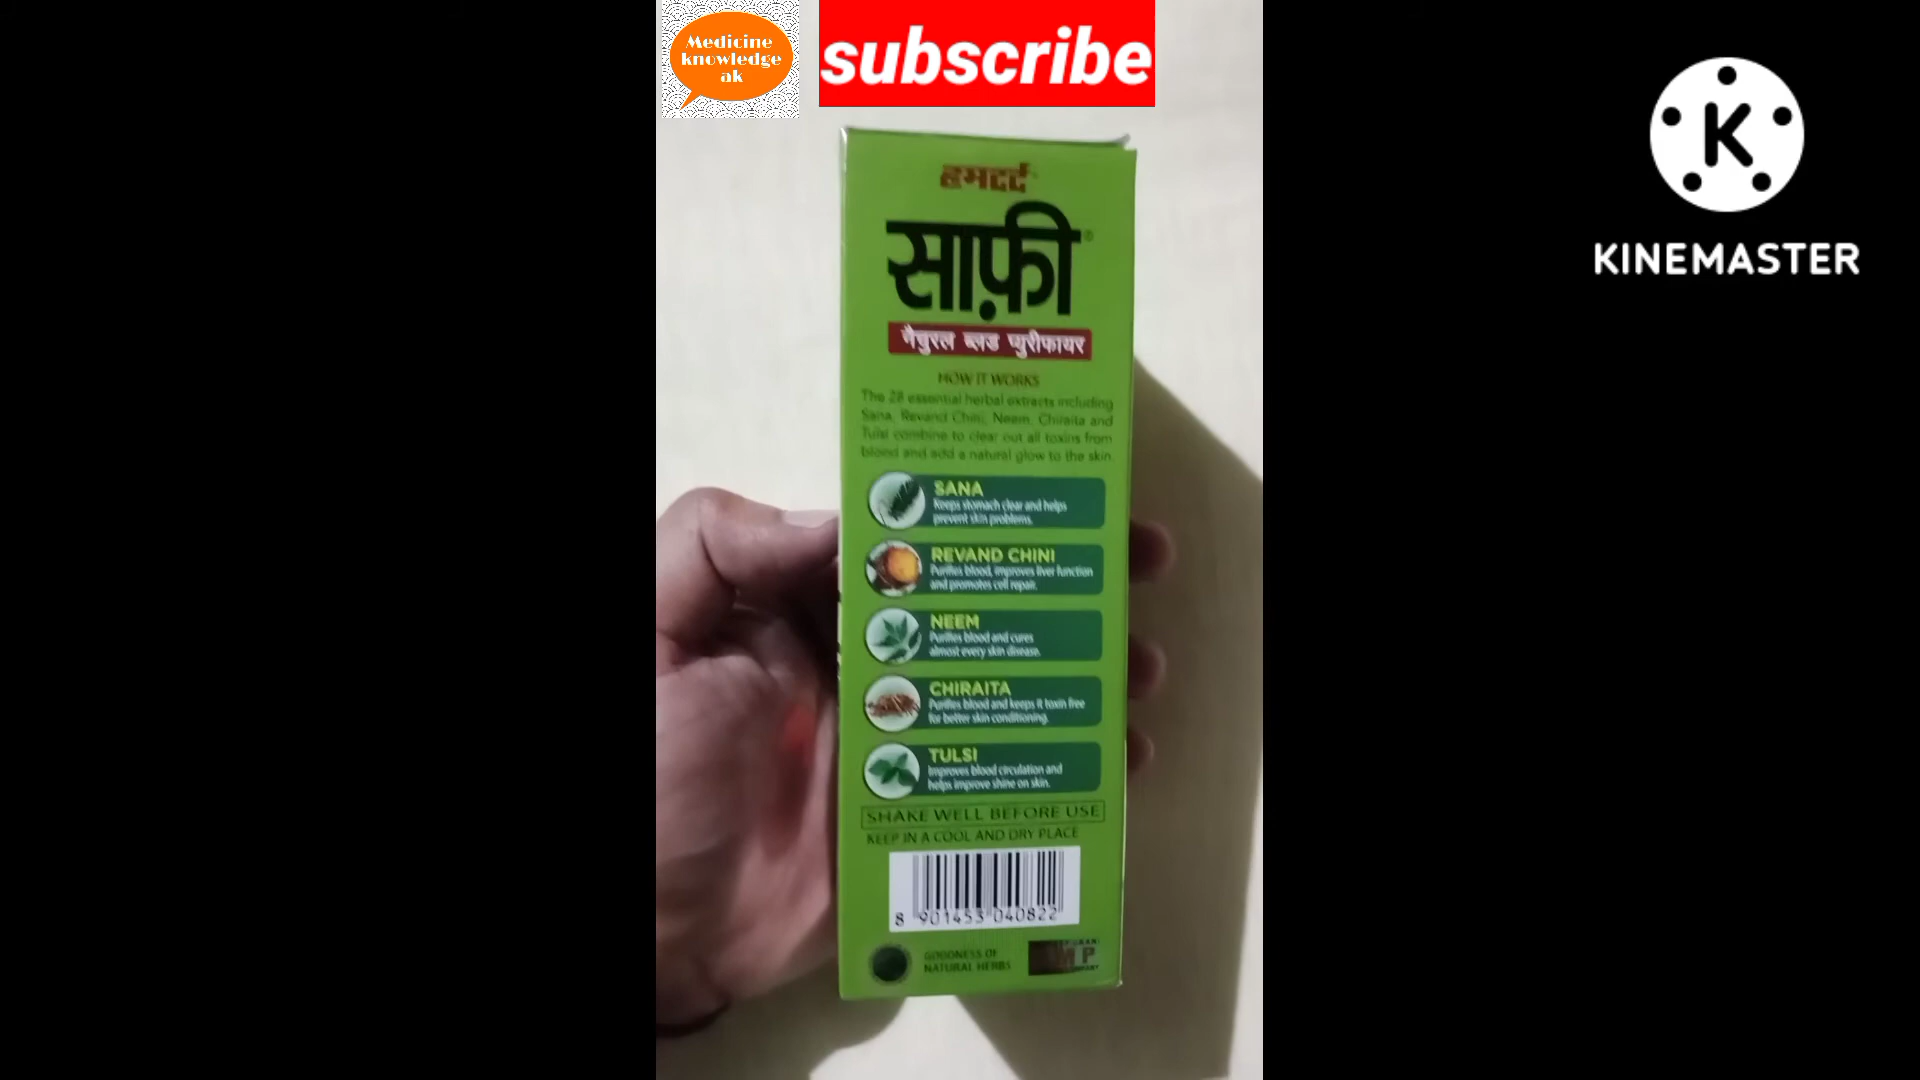 Medicine
knowledge
ak
subscribe
KINEMASTER
हमदर्द
साफ़ी
नैचुरल ब्लड प्युरीफायर
HOW IT WORKS
The 28 essential herbal extracts including
Sana, Revand Chini, Neem, Chiraita and
Tulsi combine to clear out all toxins from
blood and add a natural glow to the skin.
SANA
Keeps stomach clear and helps
prevent skin problems.
REVAND CHINI
Purifies blood, improves liver function
and promotes cell repair.
NEEM
Purifies blood and cures
almost every skin disease.
CHIRAITA
Purifies blood and keeps it toxin free
for better skin conditioning.
TULSI
Improves blood circulation and
helps improve shine on skin.
SHAKE WELL BEFORE USE
KEEP IN A COOL AND DRY PLACE
8 901453 040822
GOODNESS OF
NATURAL HERBS